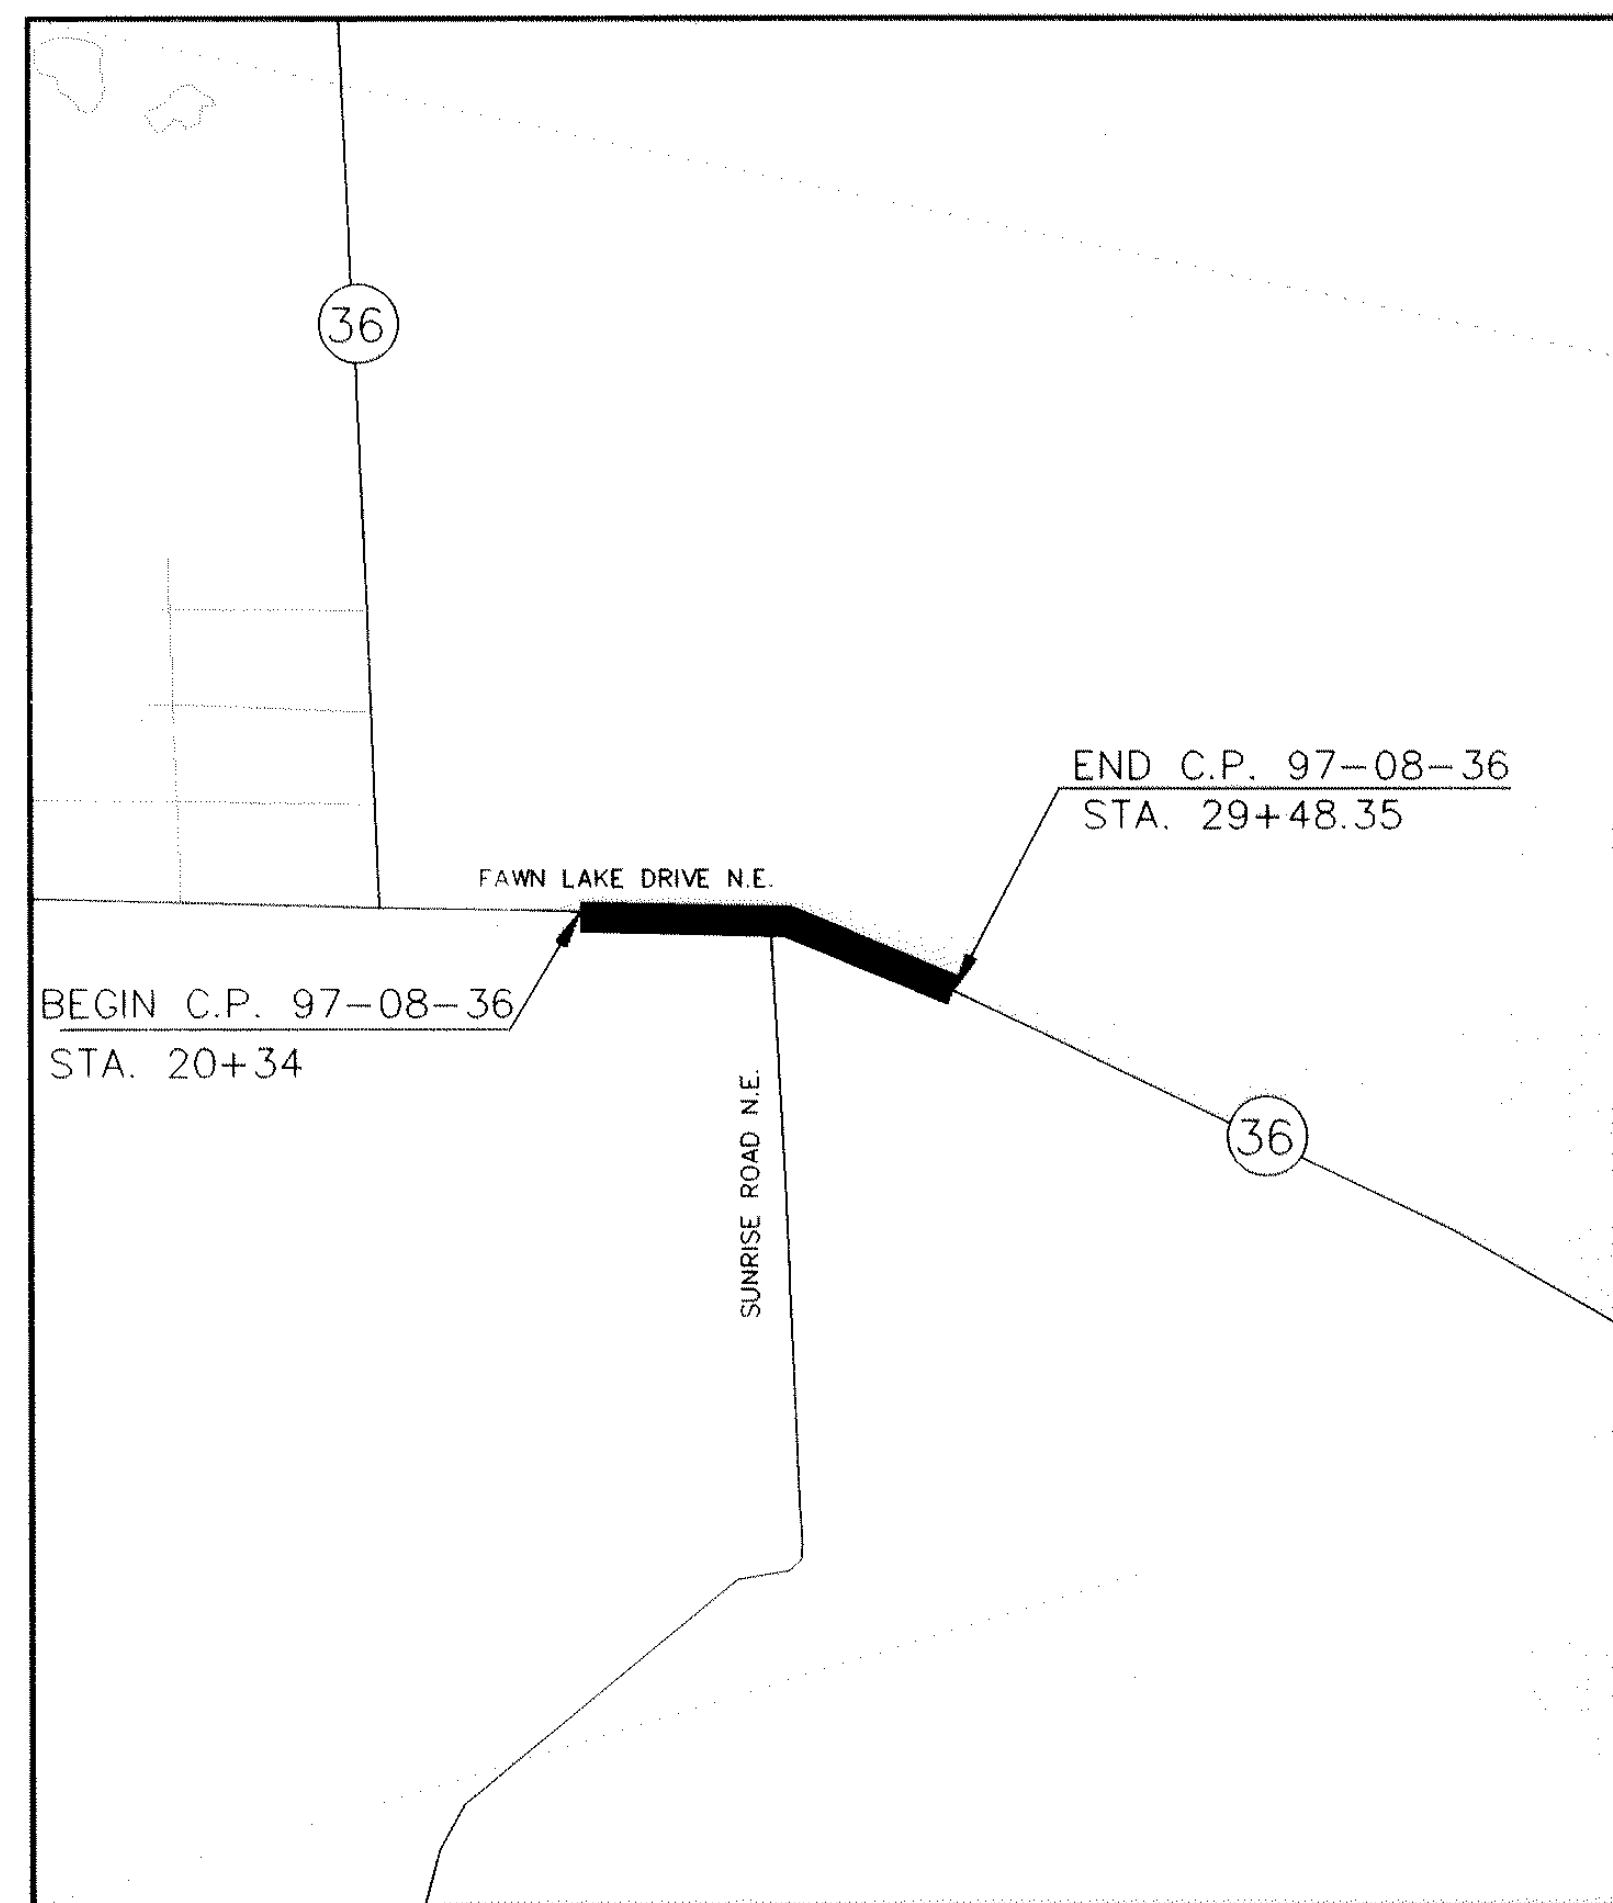 36
END C.P. 97-08-36
STA. 29+48.35
FAWN LAKE DRIVE N.E.
BEGIN C.P. 97-08-36
STA. 20+34
SUNRISE ROAD N.E.
36